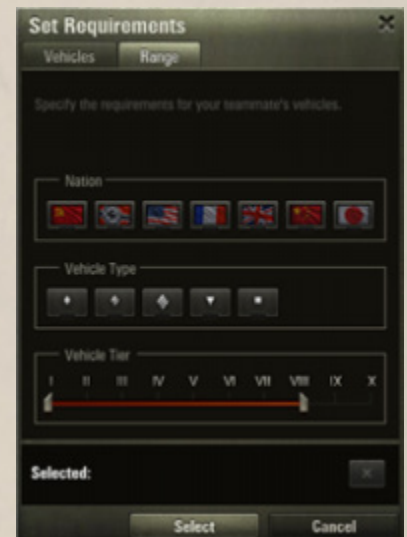 Set Requirements
Vehicles Range
Specify the requirements for your teammate's vehicles.
Nation
Vehicle Type
Vehicle Tier
I II III IV V VI VII VIII IX X
Selected:
Select Cancel